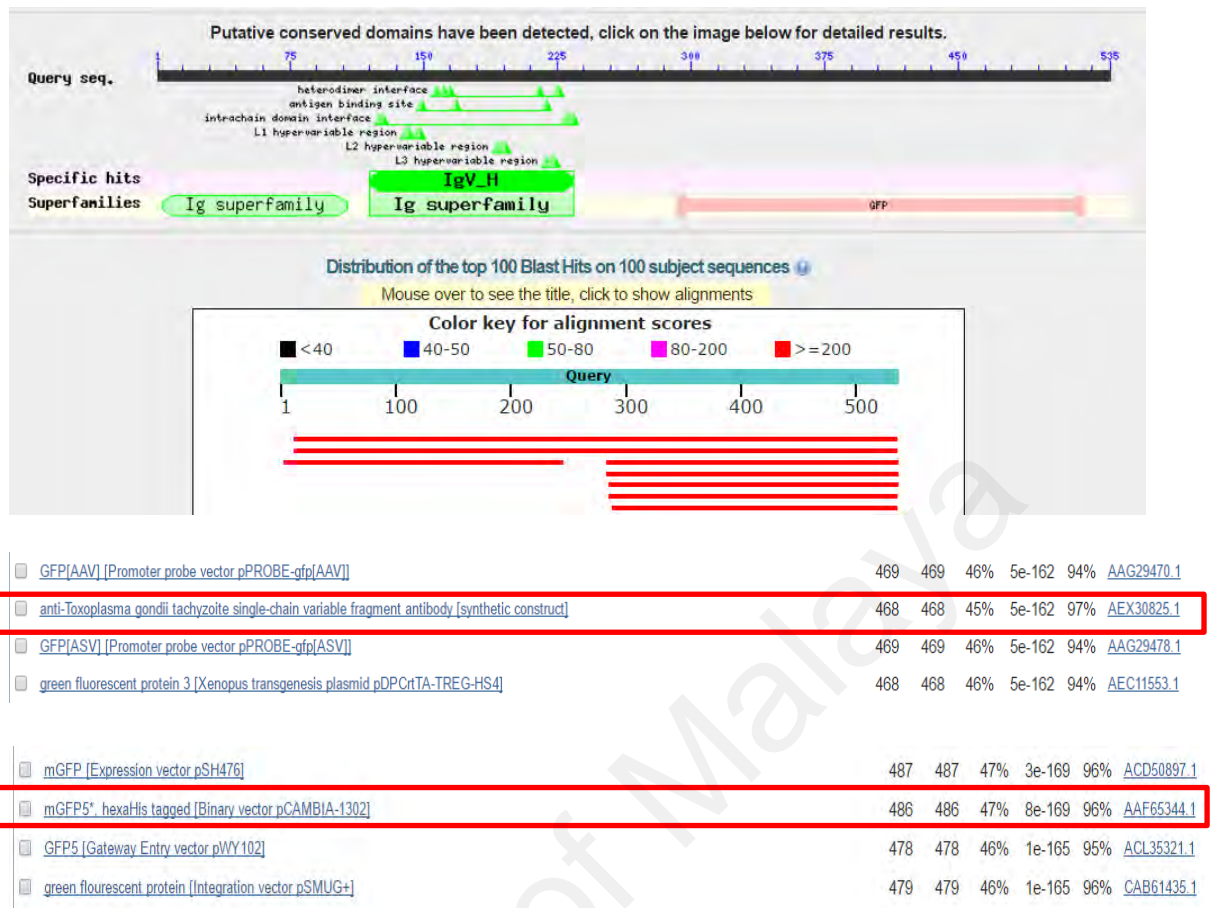 Putative conserved domains have been detected, click on the image below for detailed results.
1 75 150 225 300 375 450 535
Query seq.
heterodimer interface
antigen binding site
intrachain domain interface
L1 hypervariable region
L2 hypervariable region
L3 hypervariable region
Specific hits IgV_H
Superfamilies Ig superfamily Ig superfamily GFP
Distribution of the top 100 Blast Hits on 100 subject sequences
Mouse over to see the title, click to show alignments
Color key for alignment scores
<40 40-50 50-80 80-200 >=200
Query
1 100 200 300 400 500
GFP[AAV] [Promoter probe vector pPROBE-gfp[AAV]] 469 469 46% 5e-162 94% AAG29470.1
anti-Toxoplasma gondii tachyzoite single-chain variable fragment antibody [synthetic construct] 468 468 45% 5e-162 97% AEX30825.1
GFP[ASV] [Promoter probe vector pPROBE-gfp[ASV]] 469 469 46% 5e-162 94% AAG29478.1
green fluorescent protein 3 [Xenopus transgenesis plasmid pDPCrtTA-TREG-HS4] 468 468 46% 5e-162 94% AEC11553.1
mGFP [Expression vector pSH476] 487 487 47% 3e-169 96% ACD50897.1
mGFP5*, hexaHis tagged [Binary vector pCAMBIA-1302] 486 486 47% 8e-169 96% AAF65344.1
GFP5 [Gateway Entry vector pWY102] 478 478 46% 1e-165 95% ACL35321.1
green flourescent protein [Integration vector pSMUG+] 479 479 46% 1e-165 96% CAB61435.1
of Malaya